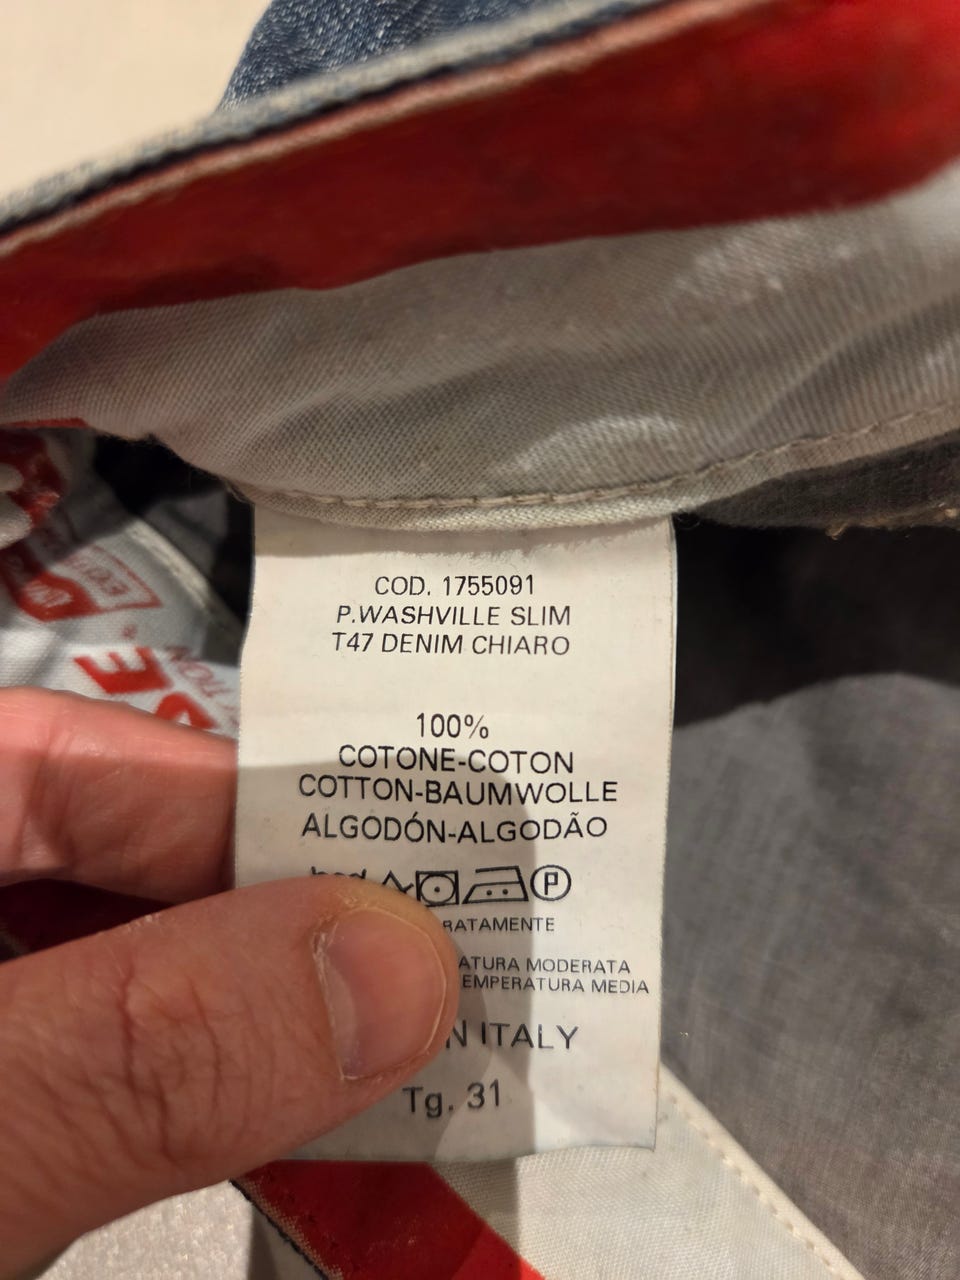 COD. 1755091
P.WASHVILLE SLIM
T47 DENIM CHIARO
100%
COTONE-COTON
COTTON-BAUMWOLLE
ALGODÓN-ALGODÃO
P
RATAMENTE
ATURA MODERATA
EMPERATURA MEDIA
N ITALY
Tg. 31